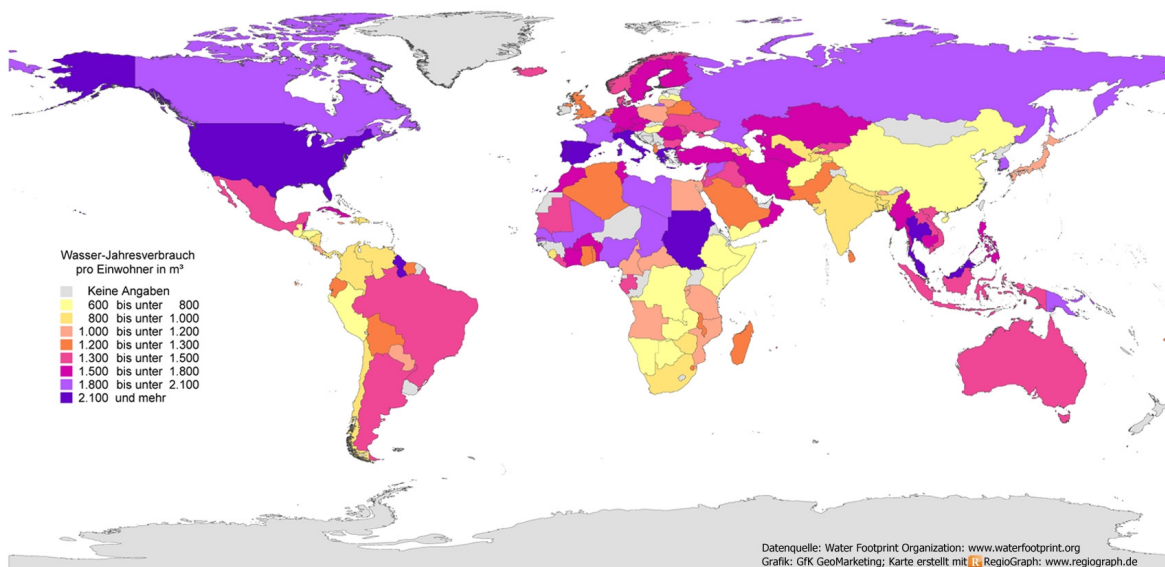 Wasser-Jahresverbrauch
pro Einwohner in m³
Keine Angaben
600 bis unter 800
800 bis unter 1.000
1.000 bis unter 1.200
1.200 bis unter 1.300
1.300 bis unter 1.500
1.500 bis unter 1.800
1.800 bis unter 2.100
2.100 und mehr
Datenquelle: Water Footprint Organization: www.waterfootprint.org
Grafik: GfK GeoMarketing; Karte erstellt mit R RegioGraph: www.regiograph.de